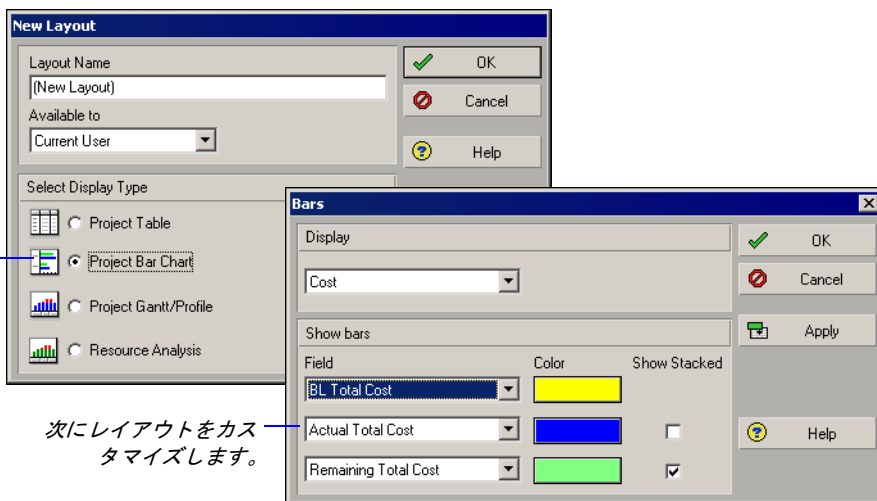 New Layout
Layout Name
(New Layout)
Available to
Current User
OK
Cancel
Help
Select Display Type
Project Table
Project Bar Chart
Project Gantt/Profile
Resource Analysis
Bars
Display
Cost
OK
Cancel
Apply
Help
Show bars
Field Color Show Stacked
BL Total Cost
Actual Total Cost
Remaining Total Cost
次にレイアウトをカス
タマイズします。